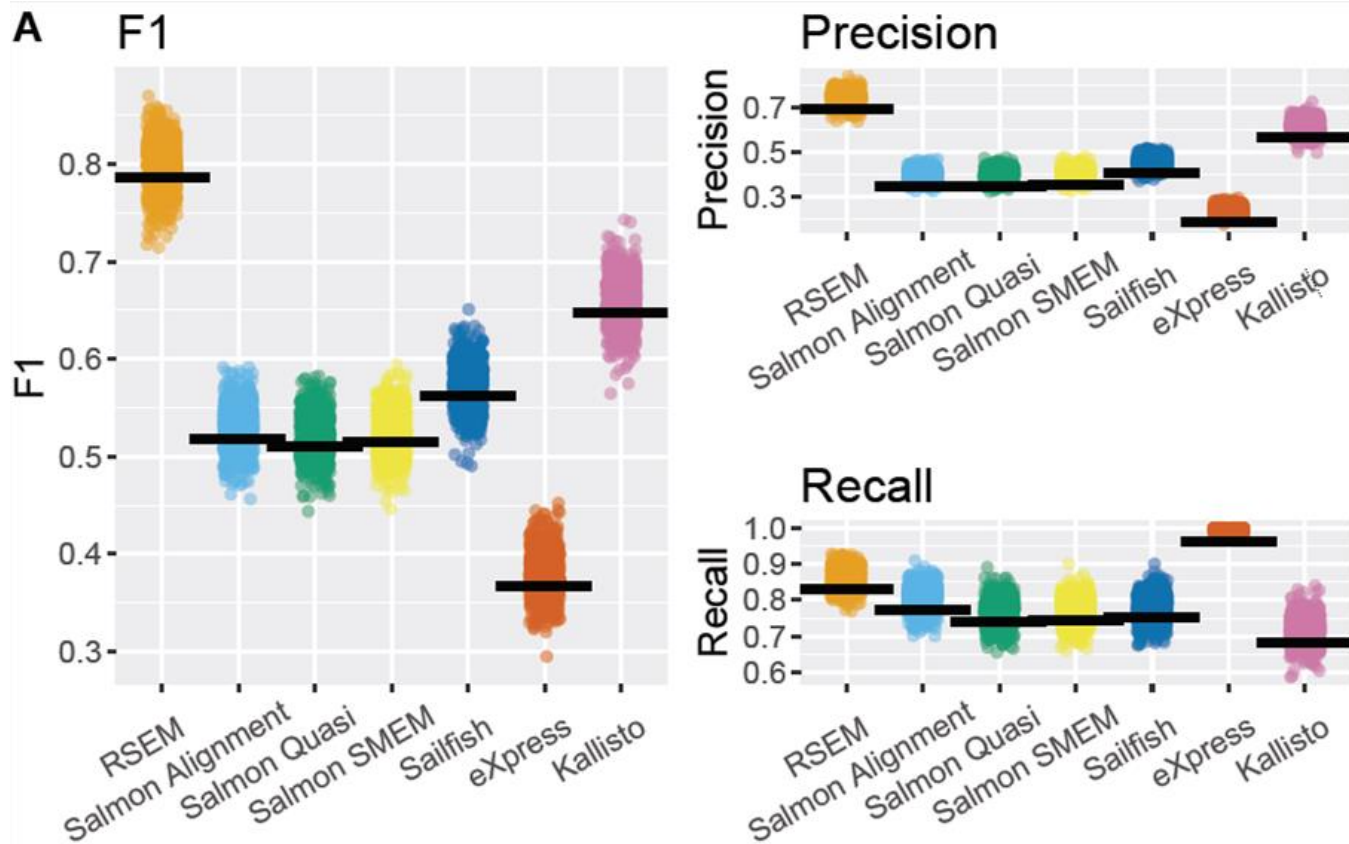 A
F1
F1
0.8
0.7
0.6
0.5
0.4
0.3
RSEM
Salmon Alignment
Salmon Quasi
Salmon SMEM
Sailfish
eXpress
Kallisto
Precision
Precision
0.7
0.5
0.3
RSEM
Salmon Alignment
Salmon Quasi
Salmon SMEM
Sailfish
eXpress
Kallisto
Recall
Recall
1.0
0.9
0.8
0.7
0.6
RSEM
Salmon Alignment
Salmon Quasi
Salmon SMEM
Sailfish
eXpress
Kallisto